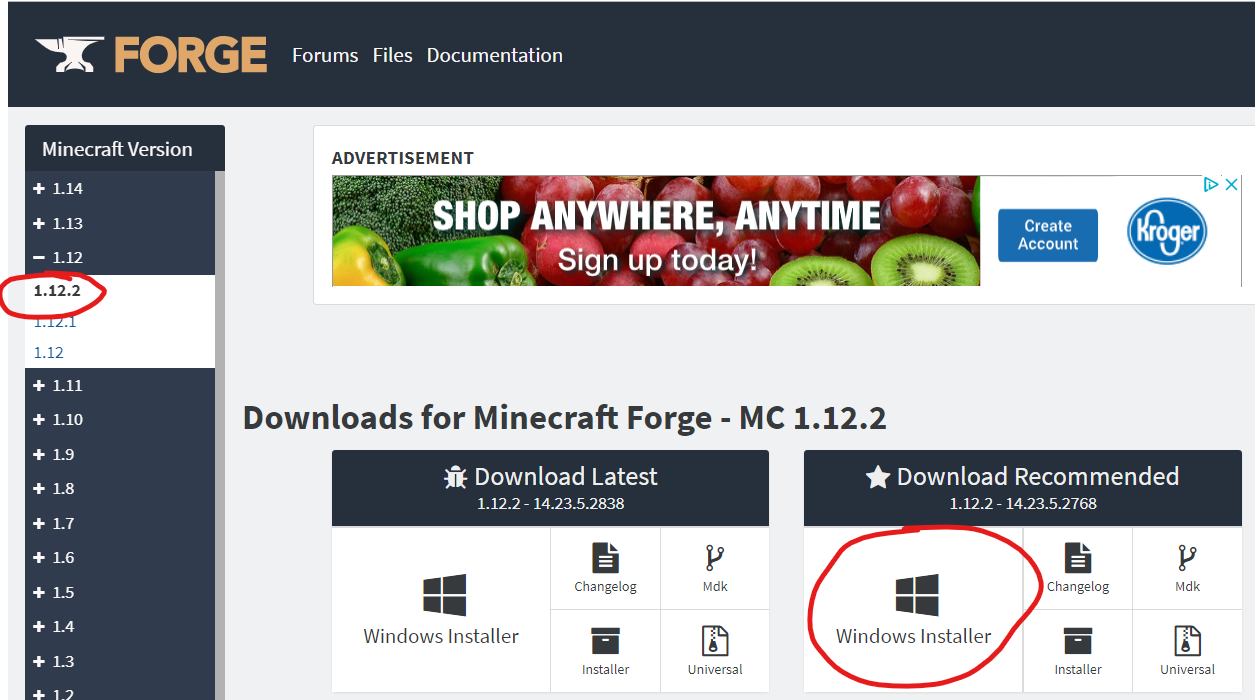 FORGE
Forums Files Documentation
Minecraft Version
+ 1.14
+ 1.13
− 1.12
1.12.2
1.12.1
1.12
+ 1.11
+ 1.10
+ 1.9
+ 1.8
+ 1.7
+ 1.6
+ 1.5
+ 1.4
+ 1.3
+ 1.2
ADVERTISEMENT
SHOP ANYWHERE, ANYTIME
Sign up today!
Create
Account
Kroger
Downloads for Minecraft Forge - MC 1.12.2
Download Latest
1.12.2 - 14.23.5.2838
Windows Installer
Changelog
Mdk
Installer
Universal
Download Recommended
1.12.2 - 14.23.5.2768
Windows Installer
Changelog
Mdk
Installer
Universal